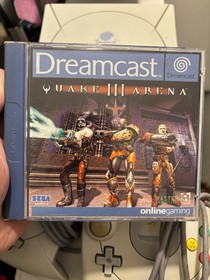 Dreamcast
Dreamcast
QUAKE III ARENA
SEGA
onlinegaming